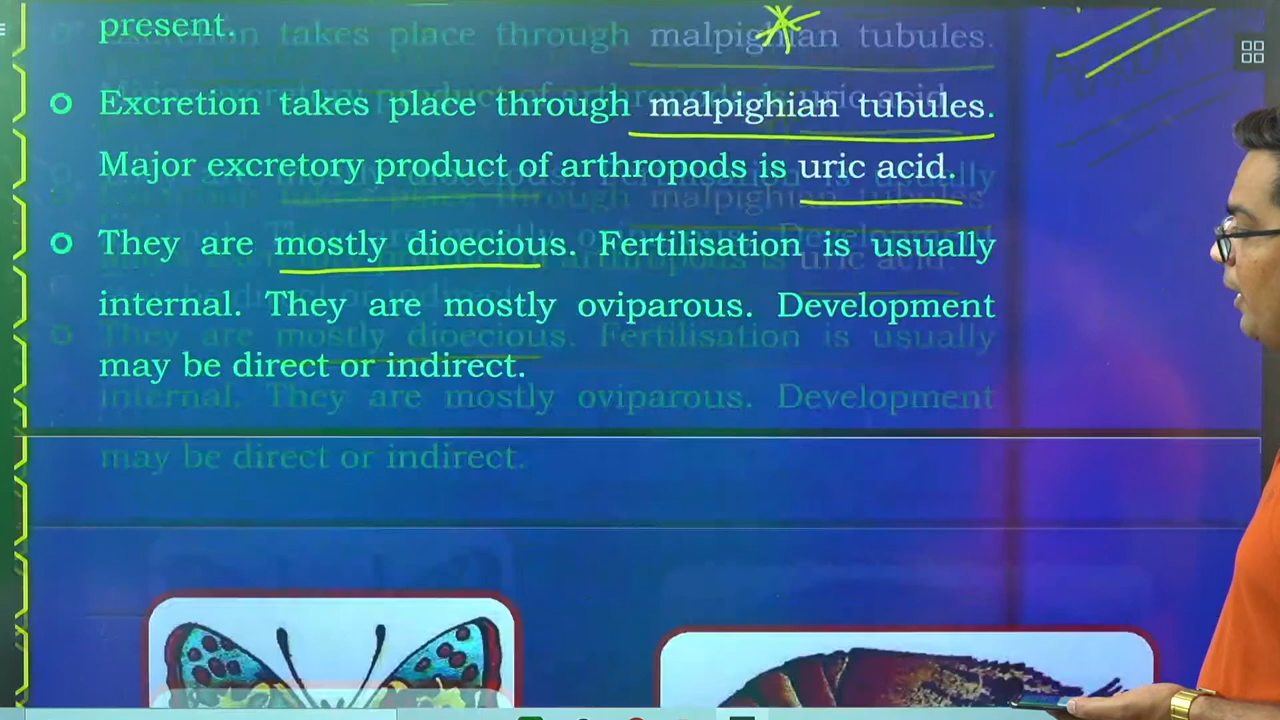 present.
Excretion takes place through malpighian tubules.
Major excretory product of arthropods is uric acid.
They are mostly dioecious. Fertilisation is usually
internal. They are mostly oviparous. Development
may be direct or indirect.